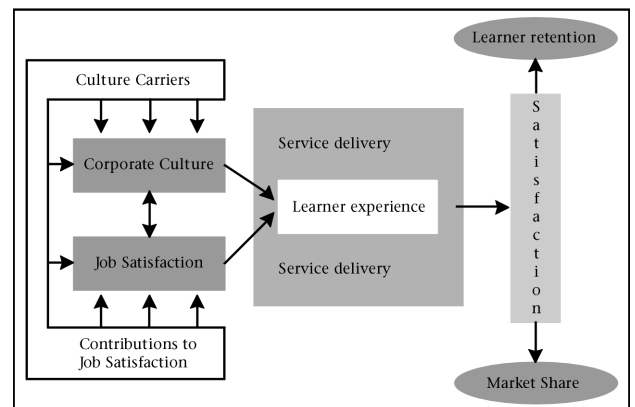 Learner retention
Culture Carriers
Corporate Culture
Job Satisfaction
Contributions to
Job Satisfaction
Service delivery
Learner experience
Service delivery
Satisfaction
Market Share